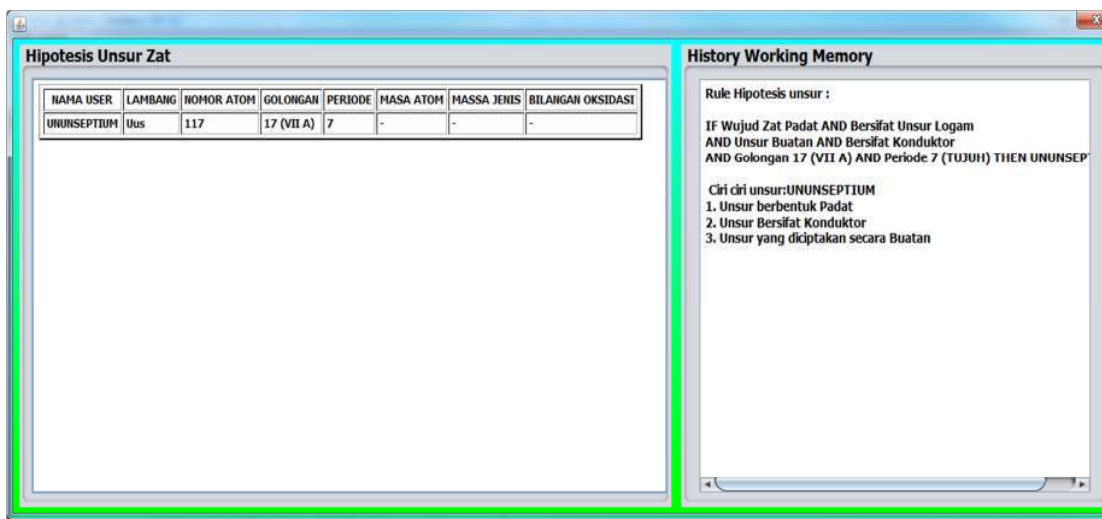 Hipotesis Unsur Zat
NAMA USER LAMBANG NOMOR ATOM GOLONGAN PERIODE MASA ATOM MASSA JENIS BILANGAN OKSIDASI
UNUNSEPTIUM Uus 117 17 (VII A) 7 - - -
History Working Memory
Rule Hipotesis unsur :
IF Wujud Zat Padat AND Bersifat Unsur Logam
AND Unsur Buatan AND Bersifat Konduktor
AND Golongan 17 (VII A) AND Periode 7 (TUJUH) THEN UNUNSEPT
Ciri ciri unsur:UNUNSEPTIUM
1. Unsur berbentuk Padat
2. Unsur Bersifat Konduktor
3. Unsur yang diciptakan secara Buatan